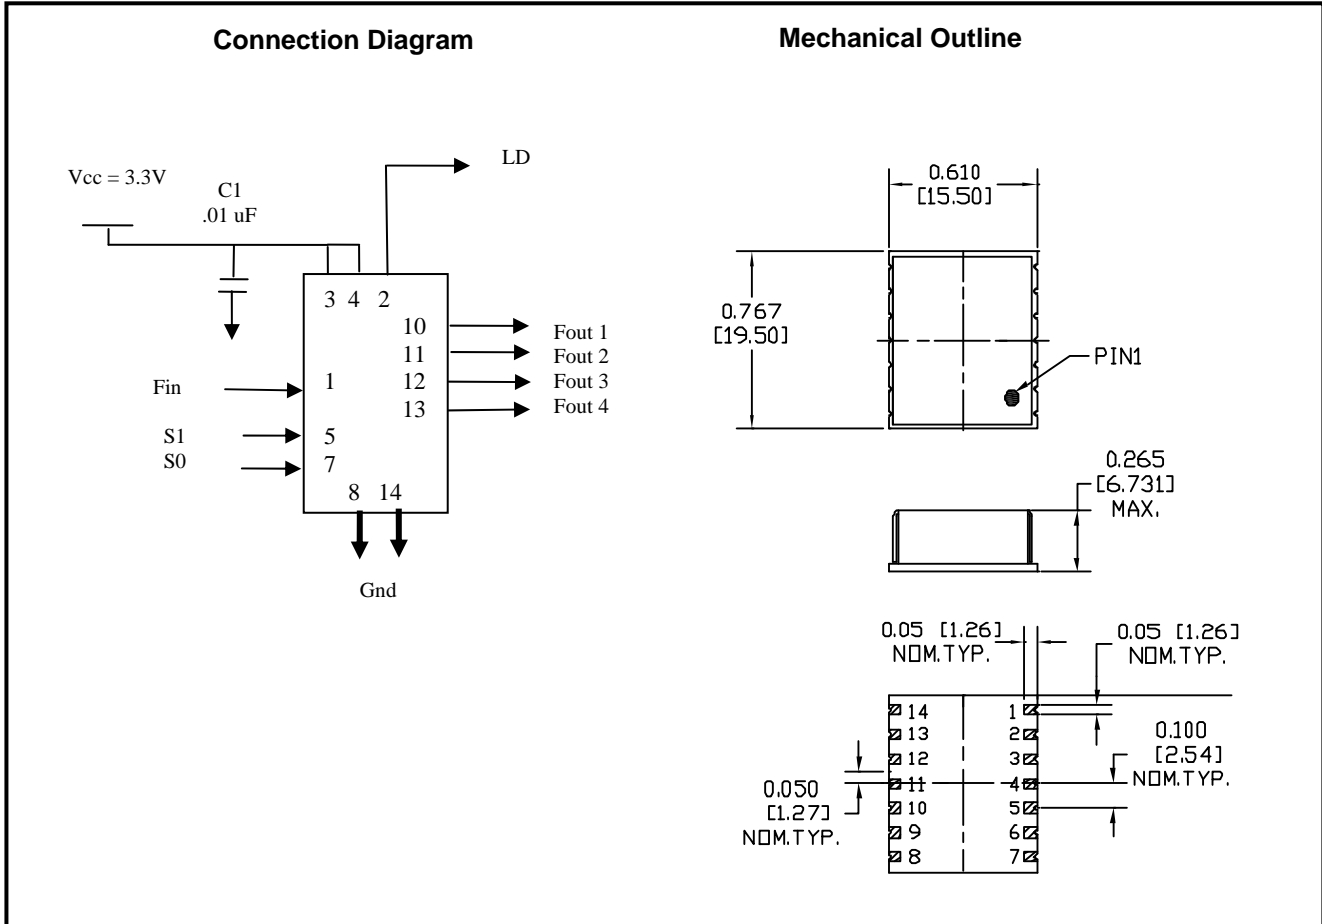 Connection Diagram
Mechanical Outline
LD
Vcc = 3.3V
C1
.01 uF
3 4 2
10
11
1
12
13
5
7
8 14
Fout 1
Fout 2
Fout 3
Fout 4
Fin
S1
S0
Gnd
0.610
[15.50]
0.767
[19.50]
PIN1
0.265
[6.731]
MAX.
0.05 [1.26]
NOM.TYP.
0.05 [1.26]
NOM.TYP.
14 1
13 2
12 3
11 4
10 5
9 6
8 7
0.100
[2.54]
NOM.TYP.
0.050
[1.27]
NOM.TYP.